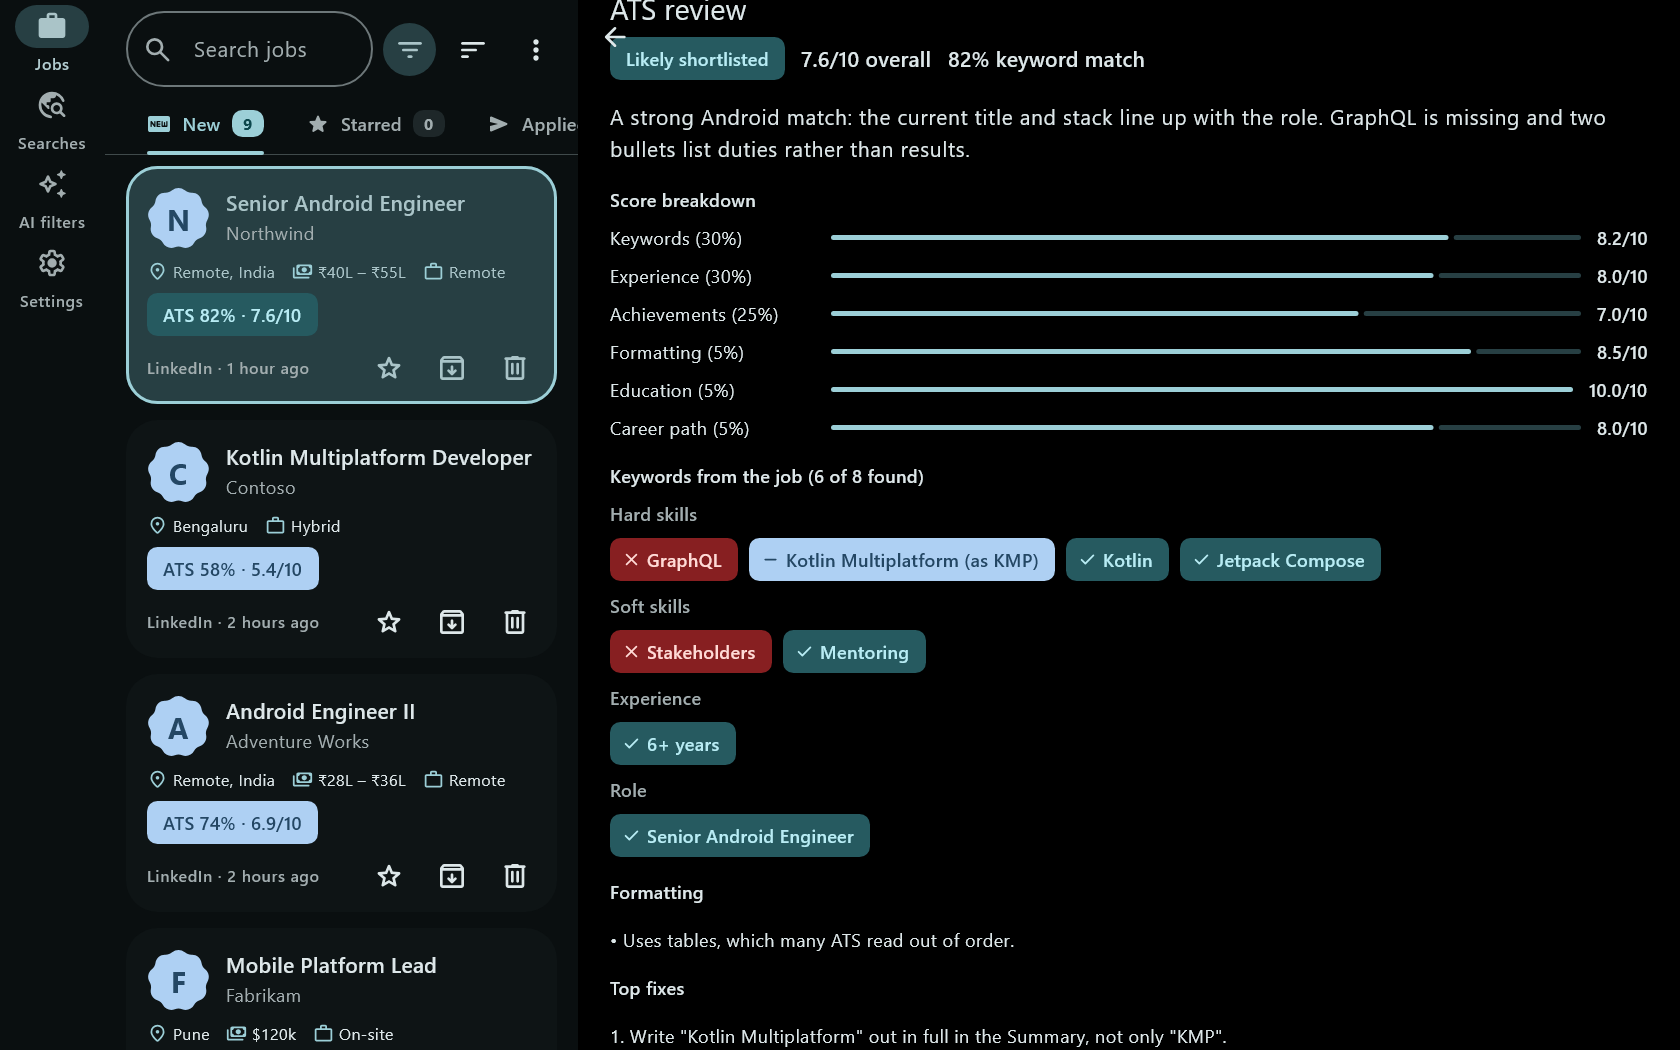 Jobs
Searches
AI filters
Settings
Search jobs
NEW New 9
Starred 0
Applie
N
Senior Android Engineer
Northwind
Remote, India ₹40L – ₹55L Remote
ATS 82% · 7.6/10
LinkedIn · 1 hour ago
C
Kotlin Multiplatform Developer
Contoso
Bengaluru Hybrid
ATS 58% · 5.4/10
LinkedIn · 2 hours ago
A
Android Engineer II
Adventure Works
Remote, India ₹28L – ₹36L Remote
ATS 74% · 6.9/10
LinkedIn · 2 hours ago
F
Mobile Platform Lead
Fabrikam
Pune $120k On-site
ATS review
Likely shortlisted 7.6/10 overall 82% keyword match
A strong Android match: the current title and stack line up with the role. GraphQL is missing and two
bullets list duties rather than results.
Score breakdown
Keywords (30%) 8.2/10
Experience (30%) 8.0/10
Achievements (25%) 7.0/10
Formatting (5%) 8.5/10
Education (5%) 10.0/10
Career path (5%) 8.0/10
Keywords from the job (6 of 8 found)
Hard skills
GraphQL Kotlin Multiplatform (as KMP) Kotlin Jetpack Compose
Soft skills
Stakeholders Mentoring
Experience
6+ years
Role
Senior Android Engineer
Formatting
• Uses tables, which many ATS read out of order.
Top fixes
1. Write "Kotlin Multiplatform" out in full in the Summary, not only "KMP".